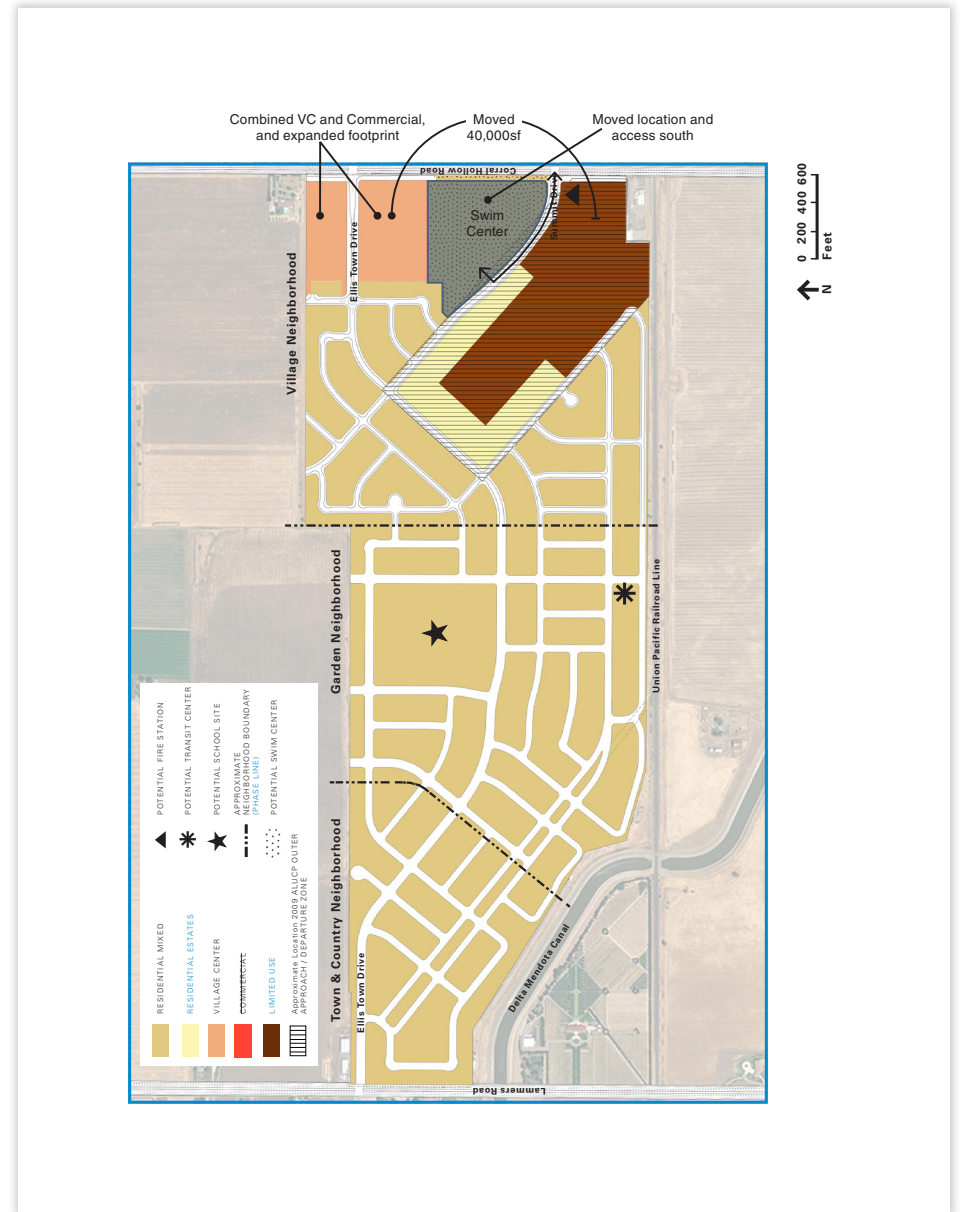 Combined VC and Commercial,
and expanded footprint
Moved
40,000sf
Moved location and
access south
Corral Hollow Road
Swim
Center
Summit Drive
Ellis Town Drive
Village Neighborhood
0 200 400 600
Feet
N
Garden Neighborhood
Union Pacific Railroad Line
Town & Country Neighborhood
Ellis Town Drive
Delta Mendota Canal
Lammers Road
RESIDENTIAL MIXED
RESIDENTIAL ESTATES
VILLAGE CENTER
COMMERCIAL
LIMITED USE
Approximate Location 2009 ALUCP OUTER
APPROACH / DEPARTURE ZONE
POTENTIAL FIRE STATION
POTENTIAL TRANSIT CENTER
POTENTIAL SCHOOL SITE
APPROXIMATE
NEIGHBORHOOD BOUNDARY
(PHASE LINE)
POTENTIAL SWIM CENTER